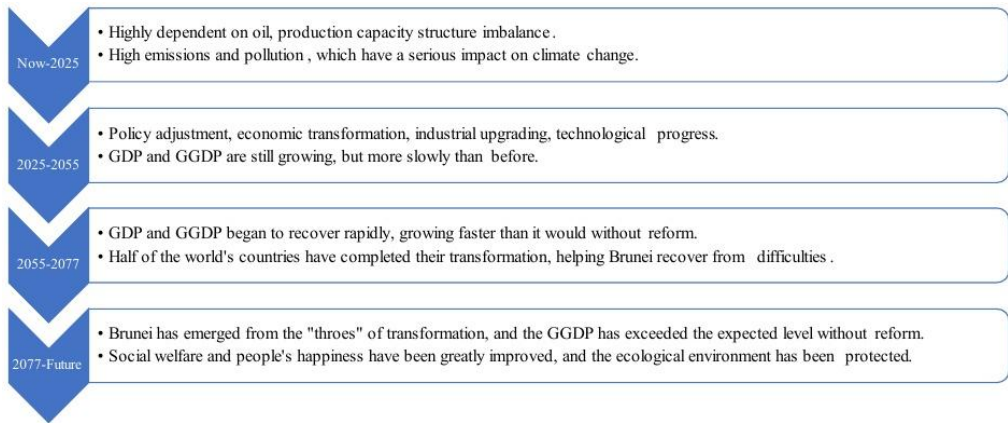 Now-2025
• Highly dependent on oil, production capacity structure imbalance.
• High emissions and pollution , which have a serious impact on climate change.
2025-2055
• Policy adjustment, economic transformation, industrial upgrading, technological progress.
• GDP and GGDP are still growing, but more slowly than before.
2055-2077
• GDP and GGDP began to recover rapidly, growing faster than it would without reform.
• Half of the world's countries have completed their transformation, helping Brunei recover from difficulties .
2077-Future
• Brunei has emerged from the "throes" of transformation, and the GGDP has exceeded the expected level without reform.
• Social welfare and people's happiness have been greatly improved, and the ecological environment has been protected.